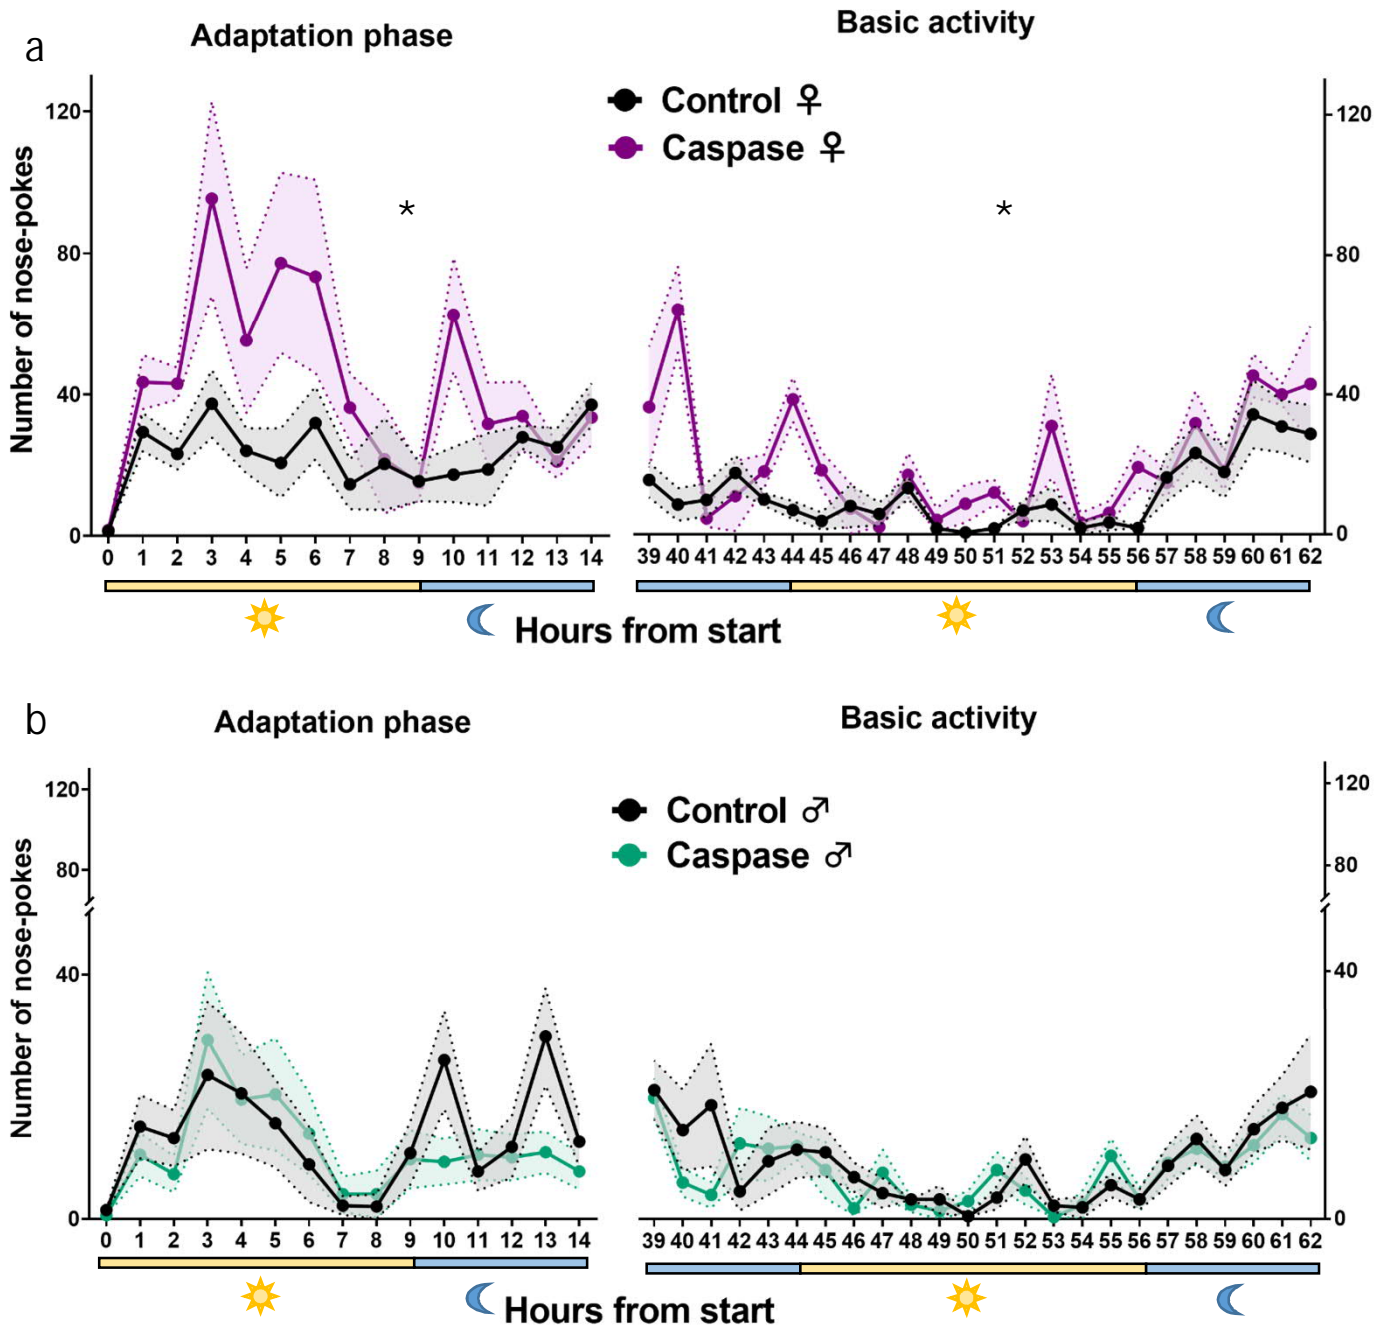 a
Adaptation phase
Basic activity
Control ♀
Caspase ♀
Number of nose-pokes
120
80
40
0
*
*
120
80
40
0
0 1 2 3 4 5 6 7 8 9 10 11 12 13 14
39 40 41 42 43 44 45 46 47 48 49 50 51 52 53 54 55 56 57 58 59 60 61 62
Hours from start
b
Adaptation phase
Basic activity
Control ♂
Caspase ♂
Number of nose-pokes
120
80
40
0
120
80
40
0
0 1 2 3 4 5 6 7 8 9 10 11 12 13 14
39 40 41 42 43 44 45 46 47 48 49 50 51 52 53 54 55 56 57 58 59 60 61 62
Hours from start